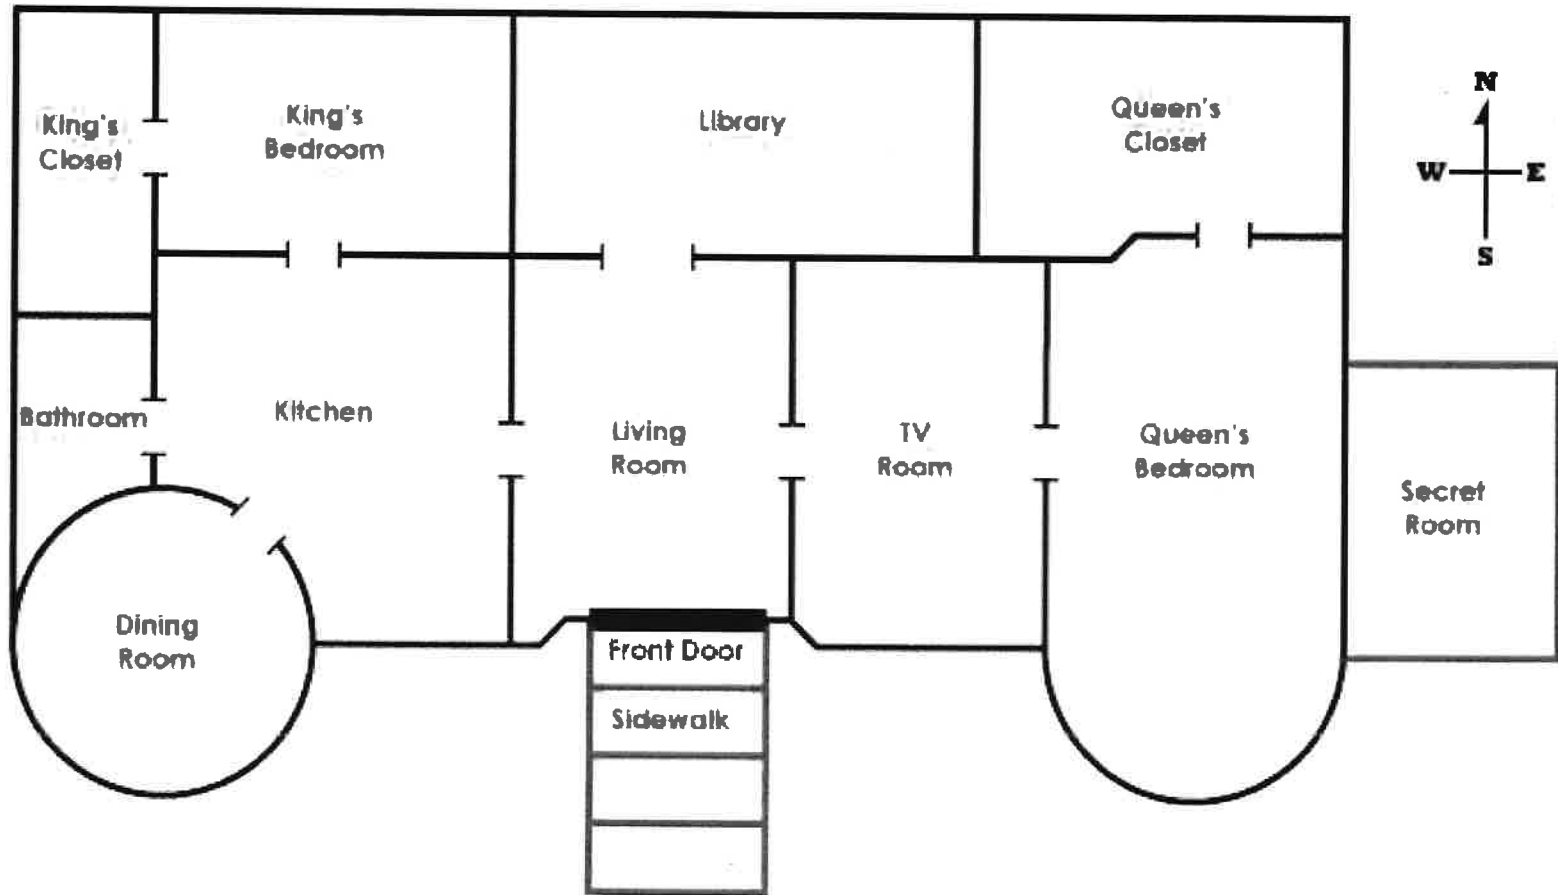 King's
Closet
King's
Bedroom
Library
Queen's
Closet
N
W
E
S
Bathroom
Kitchen
Living
Room
TV
Room
Queen's
Bedroom
Secret
Room
Dining
Room
Front Door
Sidewalk